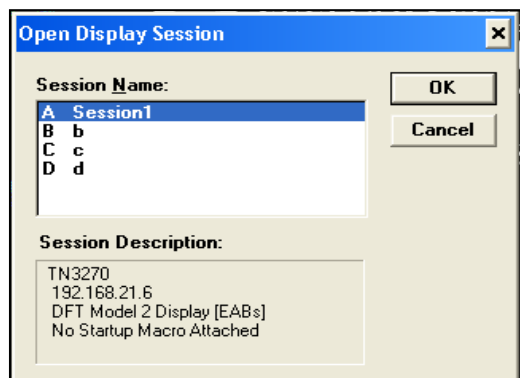 Open Display Session
Session Name:
OK
A Session1
B b
Cancel
C c
D d
Session Description:
TN3270
192.168.21.6
DFT Model 2 Display [EABs]
No Startup Macro Attached